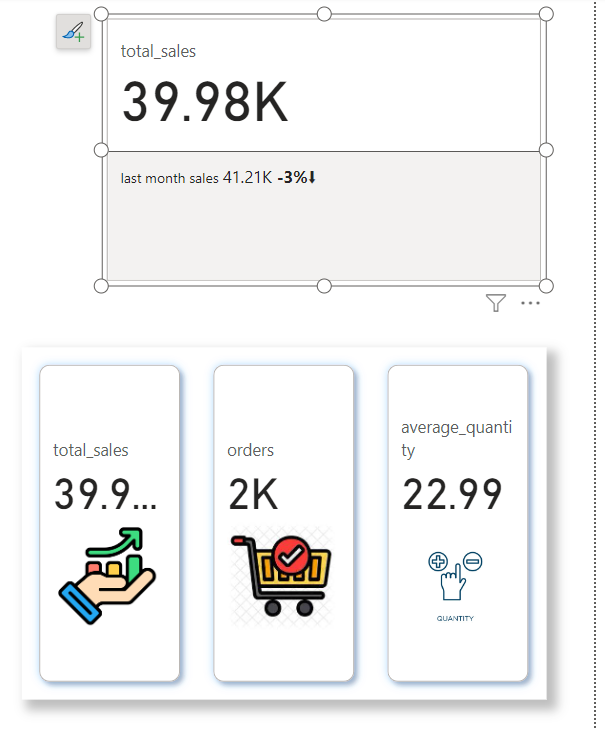 total_sales
39.98K
last month sales 41.21K -3%⬇
total_sales
39.9...
orders
2K
average_quanti
ty
22.99
QUANTITY